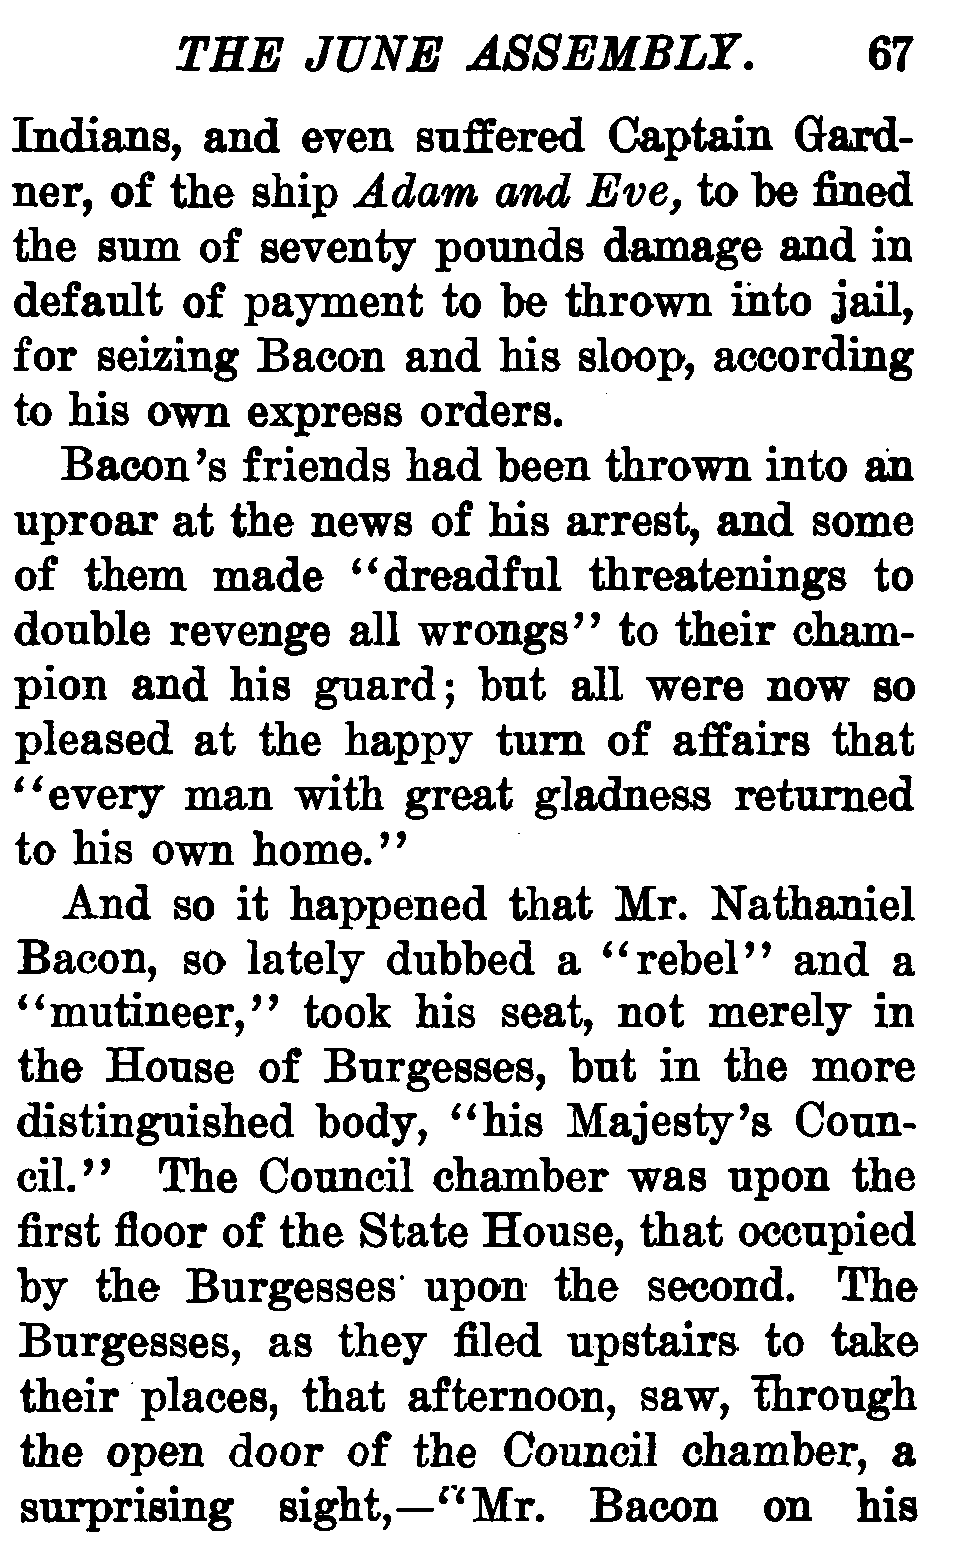 THE JUNE ASSEMBLY. 67
Indians, and even suffered Captain Gard-
ner, of the ship Adam and Eve, to be fined
the sum of seventy pounds damage and in
default of payment to be thrown into jail,
for seizing Bacon and his sloop, according
to his own express orders.
Bacon's friends had been thrown into an
uproar at the news of his arrest, and some
of them made "dreadful threatenings to
double revenge all wrongs" to their cham-
pion and his guard; but all were now so
pleased at the happy turn of affairs that
"every man with great gladness returned
to his own home."
And so it happened that Mr. Nathaniel
Bacon, so lately dubbed a "rebel" and a
"mutineer," took his seat, not merely in
the House of Burgesses, but in the more
distinguished body, "his Majesty's Coun-
cil." The Council chamber was upon the
first floor of the State House, that occupied
by the Burgesses upon the second. The
Burgesses, as they filed upstairs to take
their places, that afternoon, saw, through
the open door of the Council chamber, a
surprising sight,—"Mr. Bacon on his